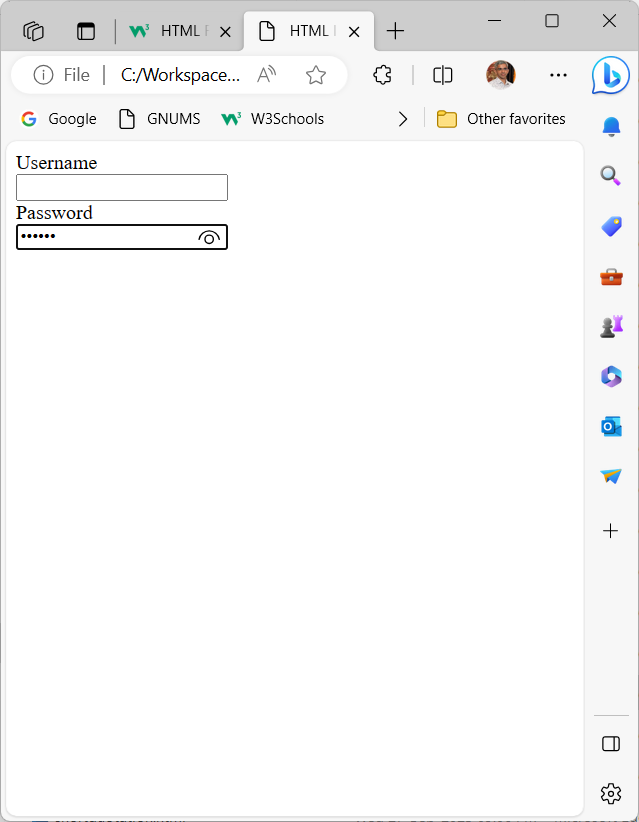 HTML
HTML
File
C:/Workspace...
Google
GNUMS
W3Schools
Other favorites
Username
Password
••••••